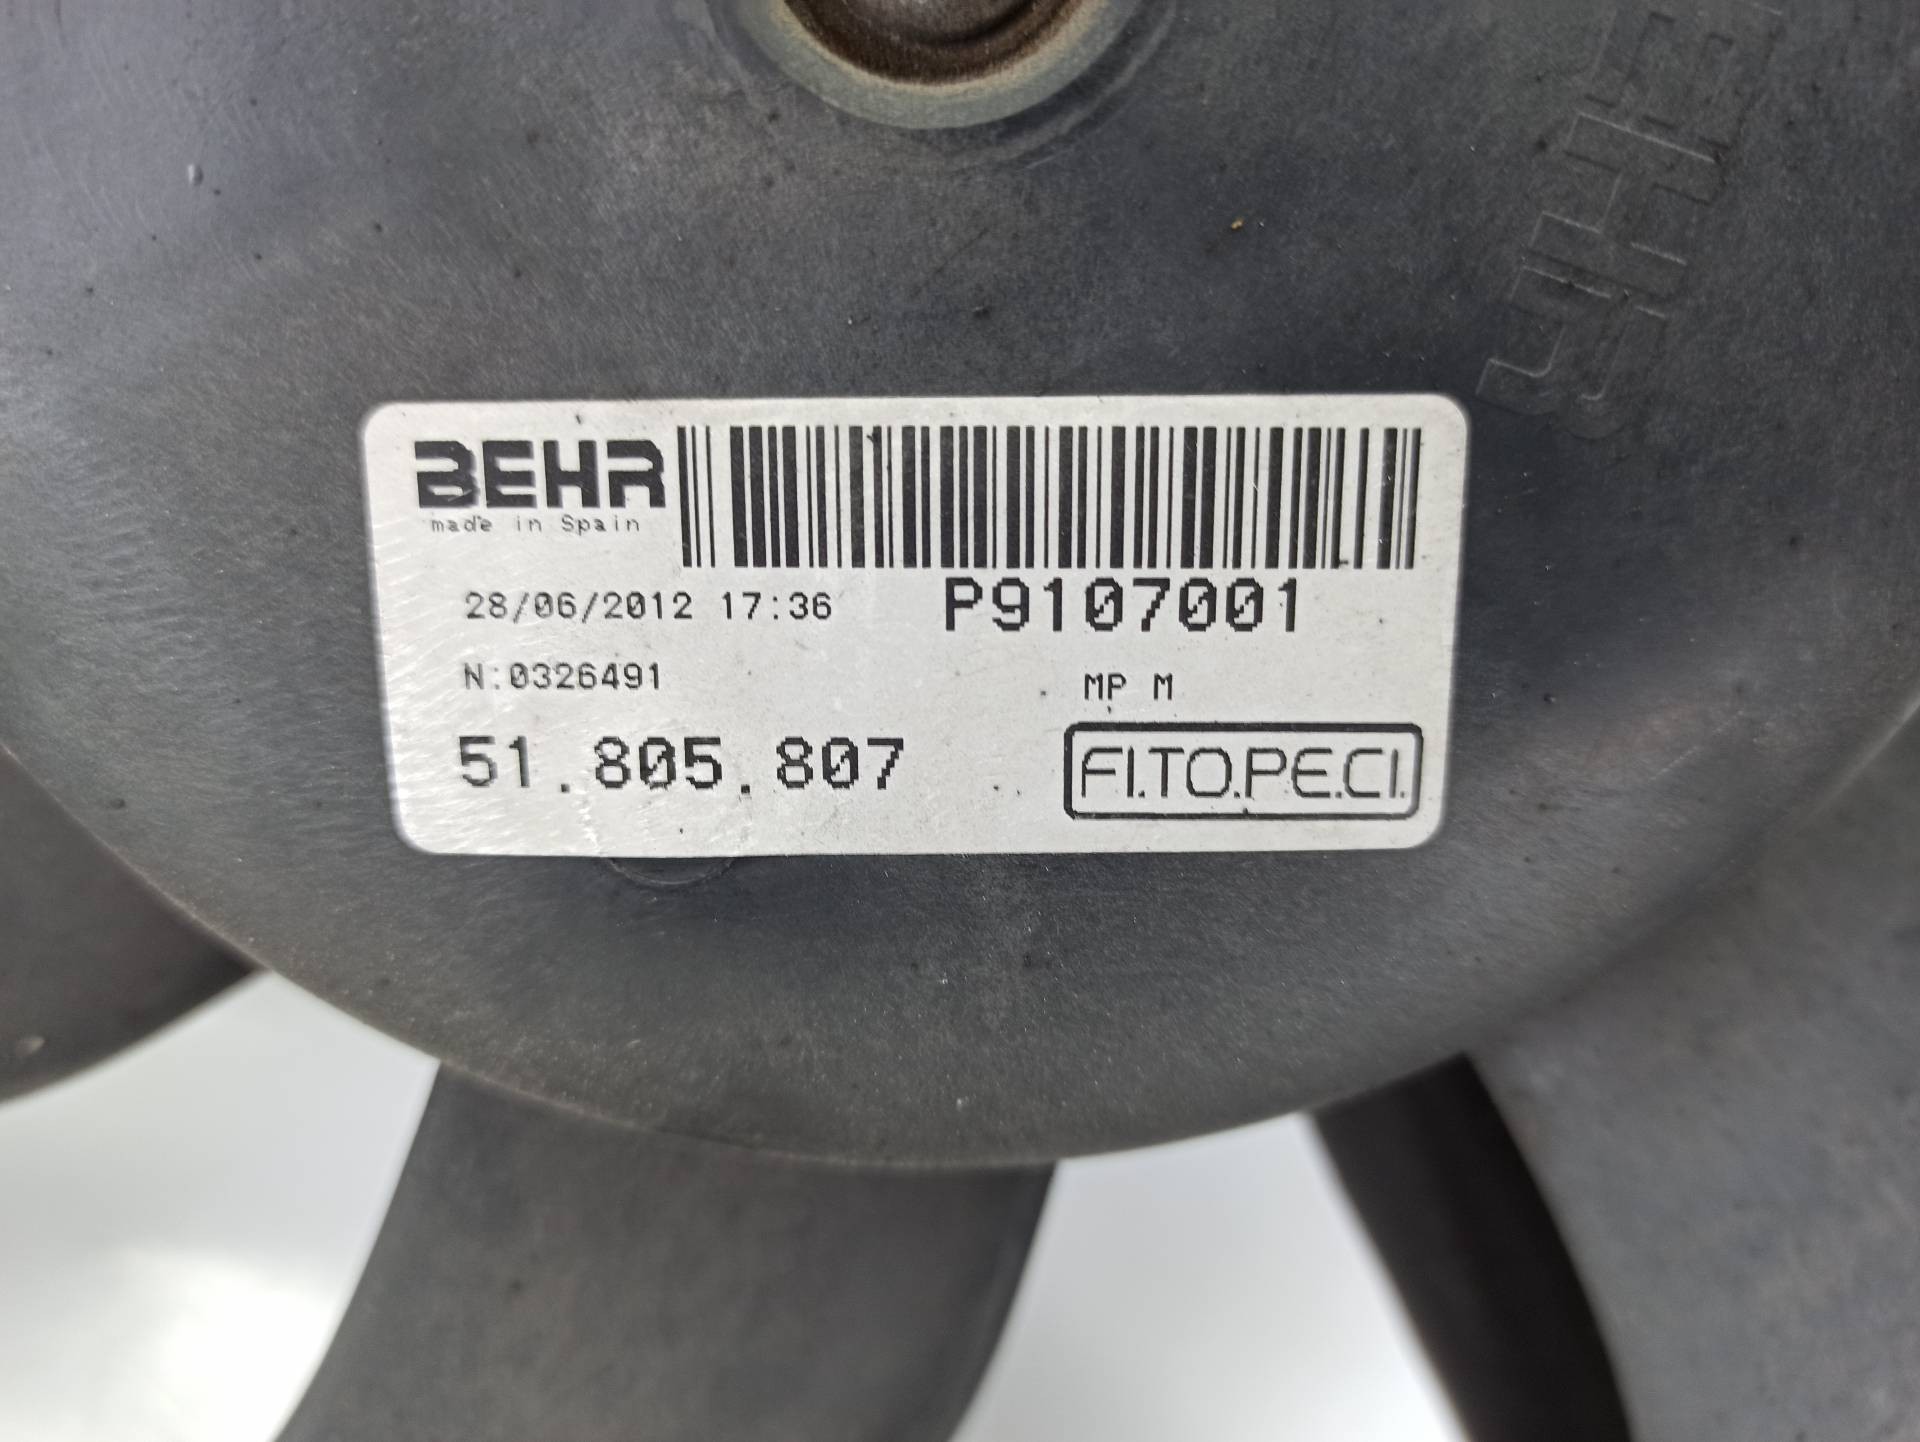 BEHR
BEHR
made in Spain
28/06/2012 17:36 P9107001
N:0326491
MP M
51.805.807
FI.TO.PE.CI.